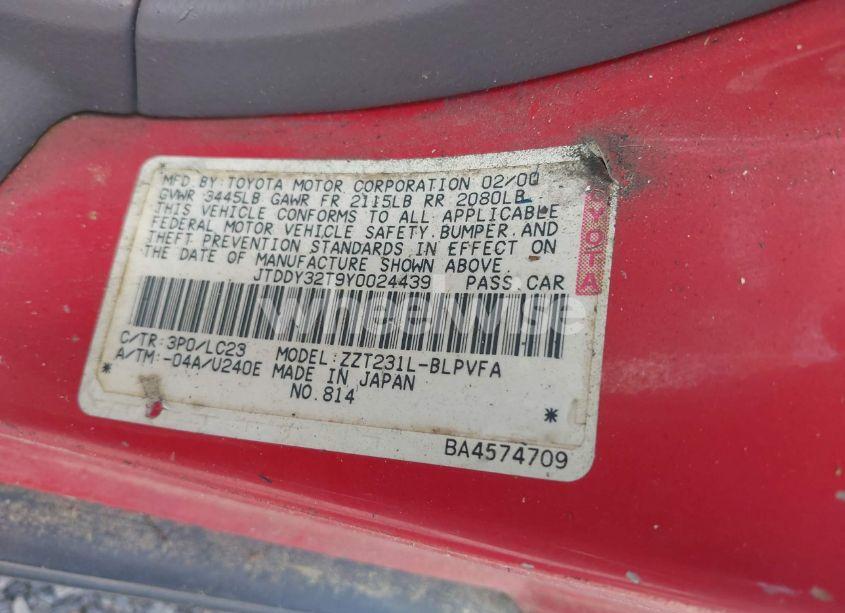 MFD.BY:TOYOTA MOTOR CORPORATION 02/00
GVWR 3445LB GAWR FR 2115LB RR 2080LB
THIS VEHICLE CONFORMS TO ALL APPLICABLE
FEDERAL MOTOR VEHICLE SAFETY.BUMPER.AND
THEFT PREVENTION STANDARDS IN EFFECT ON
THE DATE OF MANUFACTURE SHOWN ABOVE.
JTDDY32T9Y0024439 PASS.CAR
TOYOTA
wheelwise
C/TR:3P0/LC23 MODEL:ZZT231L-BLPVFA
A/TM:-04A/U240E MADE IN JAPAN
* NO.814 *
BA4574709